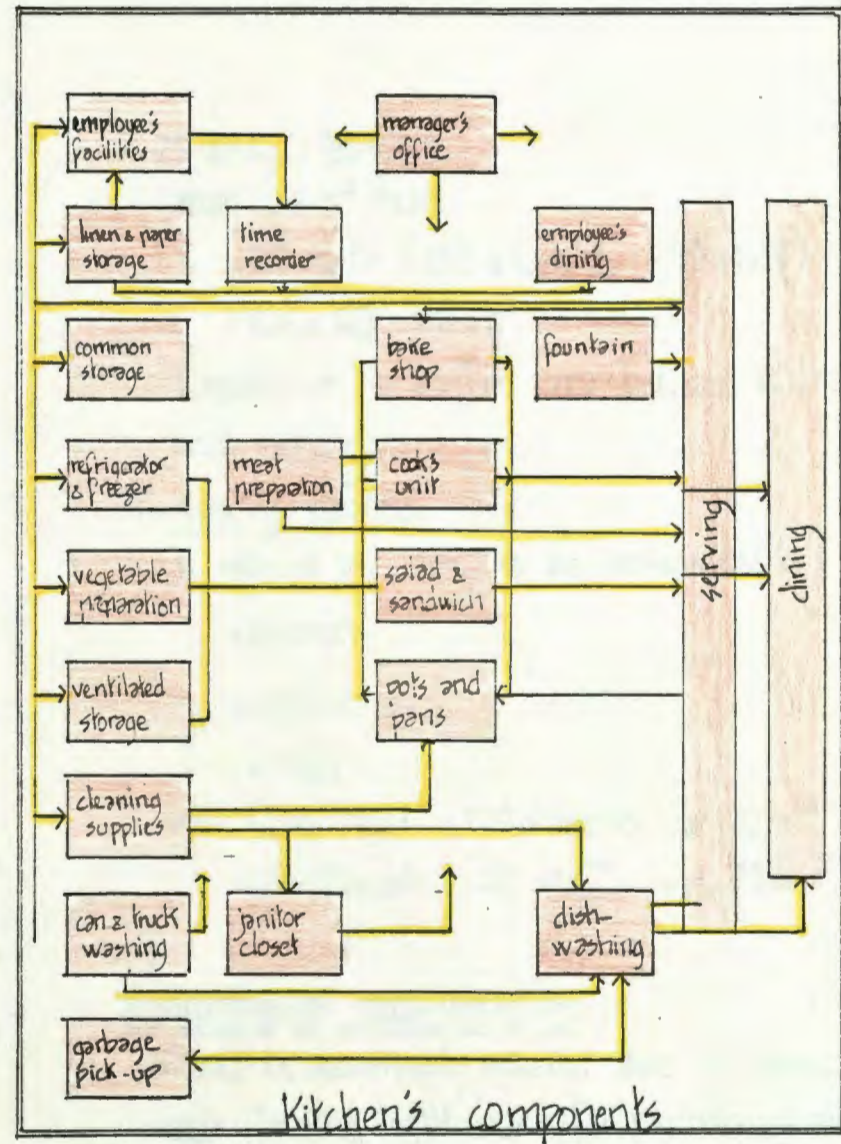 employee's
facilities
manager's
office
linen & paper
storage
time
recorder
employee's
dining
common
storage
bake
shop
fountain
refrigerator
& freezer
meat
preparation
cook's
unit
vegetable
preparation
salad &
sandwich
serving
dining
ventilated
storage
pots and
pans
cleaning
supplies
can & truck
washing
janitor
closet
dish-
washing
garbage
pick-up
Kitchen's components